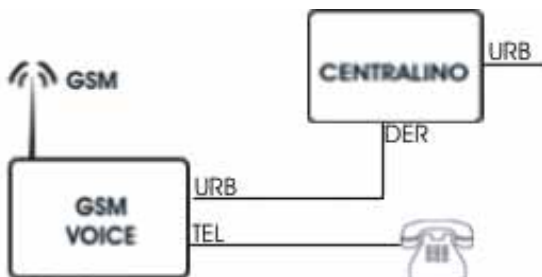 URB
CENTRALINO
GSM
DER
URB
GSM
VOICE
TEL